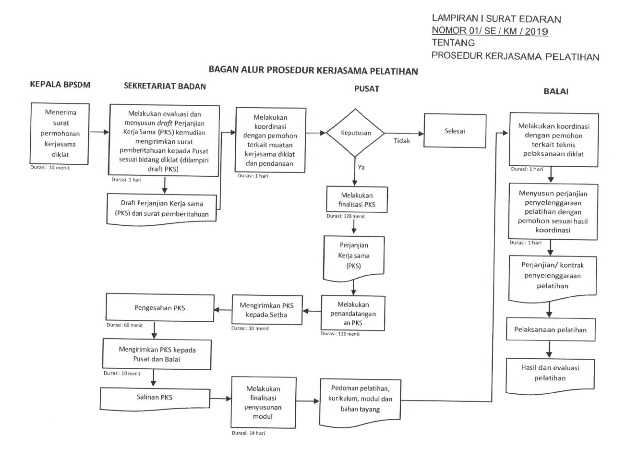 LAMPIRAN I SURAT EDARAN
NOMOR 01/ SE / KM / 2019
TENTANG
PROSEDUR KERJASAMA PELATIHAN
BAGAN ALUR PROSEDUR KERJASAMA PELATIHAN
KEPALA BPSDM
SEKRETARIAT BADAN
PUSAT
BALAI
Menerima
surat
permohonan
kerjasama
diklat
Durasi: 10 menit
Melakukan evaluasi dan
menyusun draft Perjanjian
Kerja Sama (PKS) kemudian
mengirimkan surat
pemberitahuan kepada Pusat
sesuai bidang diklat (dilampiri
draft PKS)
Durasi: 1 hari
Draft Perjanjian Kerja sama
(PKS) dan surat pemberitahuan
Melakukan
koordinasi
dengan pemohon
terkait muatan
kerjasama diklat
dan pendanaan
Durasi: 1 hari
Keputusan
Tidak
Selesai
Ya
Melakukan
finalisasi PKS
Durasi: 120 menit
Perjanjian
Kerja sama
(PKS)
Melakukan
penandatangan
an PKS
Durasi: 120 menit
Mengirimkan PKS
kepada Setba
Durasi: 30 menit
Pengesahan PKS
Durasi: 60 menit
Mengirimkan PKS kepada
Pusat dan Balai
Durasi: 10 menit
Salinan PKS
Melakukan
finalisasi
penyusunan
modul
Durasi: 14 hari
Pedoman pelatihan,
kurikulum, modul dan
bahan tayang
Melakukan koordinasi
dengan pemohon
terkait teknis
pelaksanaan diklat
Durasi: 1 hari
Menyusun perjanjian
penyelenggaraan
pelatihan dengan
pemohon sesuai hasil
koordinasi
Durasi: 1 hari
Perjanjian/ kontrak
penyelenggaraan
pelatihan
Pelaksanaan pelatihan
Hasil dan evaluasi
pelatihan